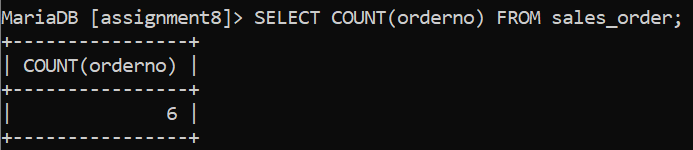 MariaDB [assignment8]> SELECT COUNT(orderno) FROM sales_order;
+----------------+
| COUNT(orderno) |
+----------------+
|              6 |
+----------------+